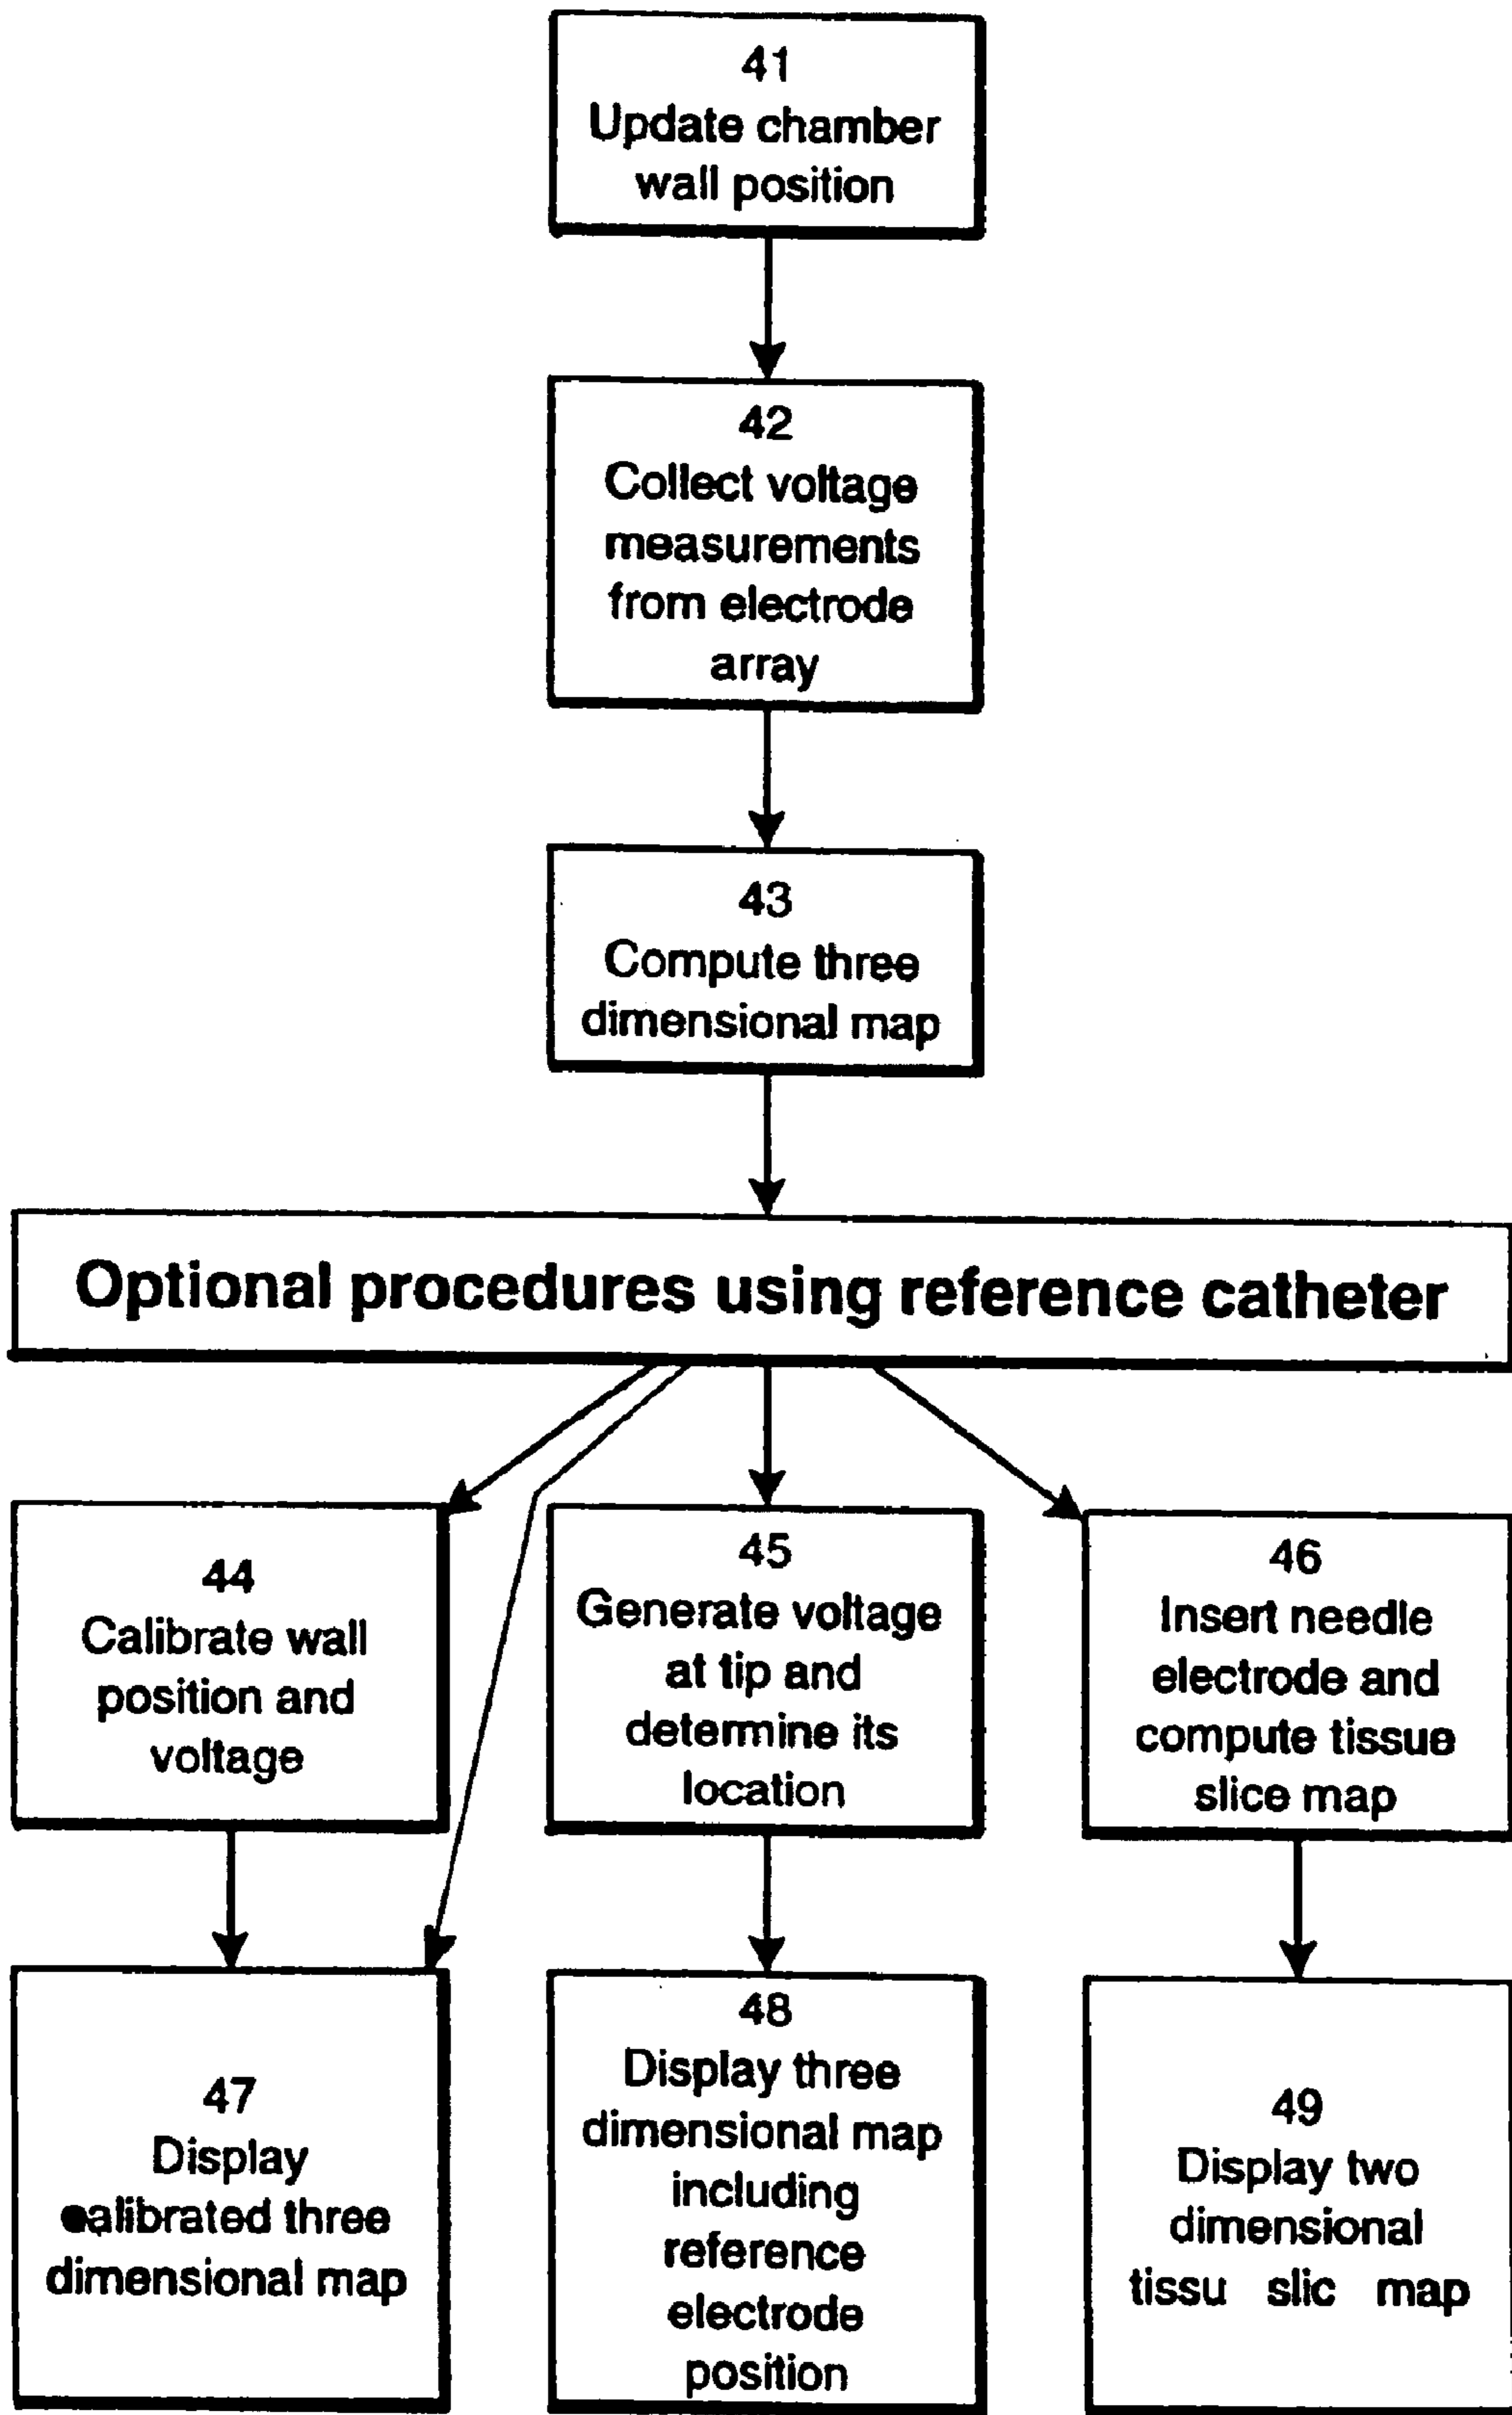 41
Update chamber
wall position
42
Collect voltage
measurements
from electrode
array
43
Compute three
dimensional map
Optional procedures using reference catheter
44
Calibrate wall
position and
voltage
45
Generate voltage
at tip and
determine its
location
46
Insert needle
electrode and
compute tissue
slice map
47
Display
calibrated three
dimensional map
48
Display three
dimensional map
including
reference
electrode
position
49
Display two
dimensional
tissu slic map